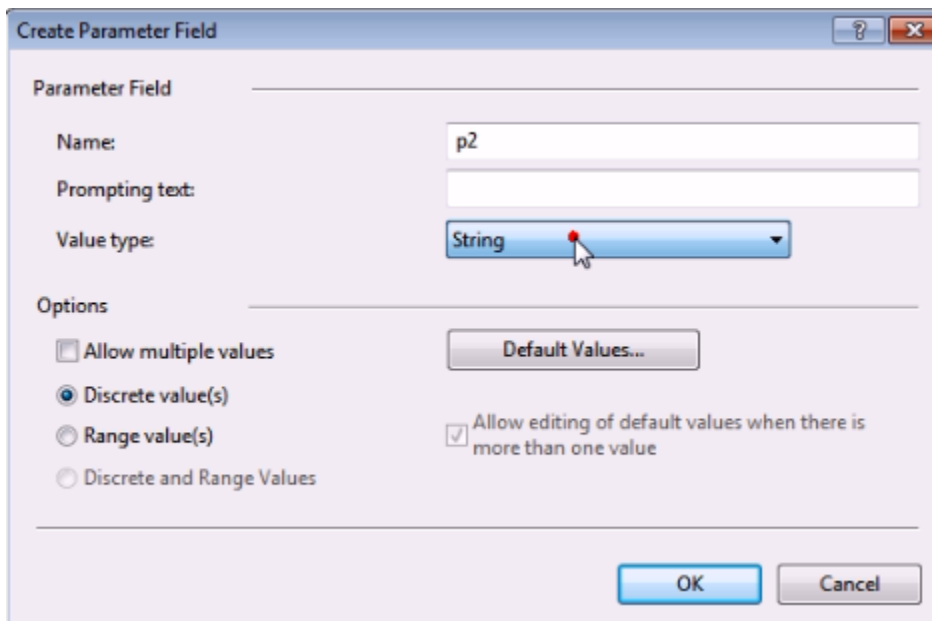 Create Parameter Field
Parameter Field
Name:
p2
Prompting text:
Value type:
String
Options
Allow multiple values
Default Values...
Discrete value(s)
Range value(s)
Allow editing of default values when there is
more than one value
Discrete and Range Values
OK
Cancel